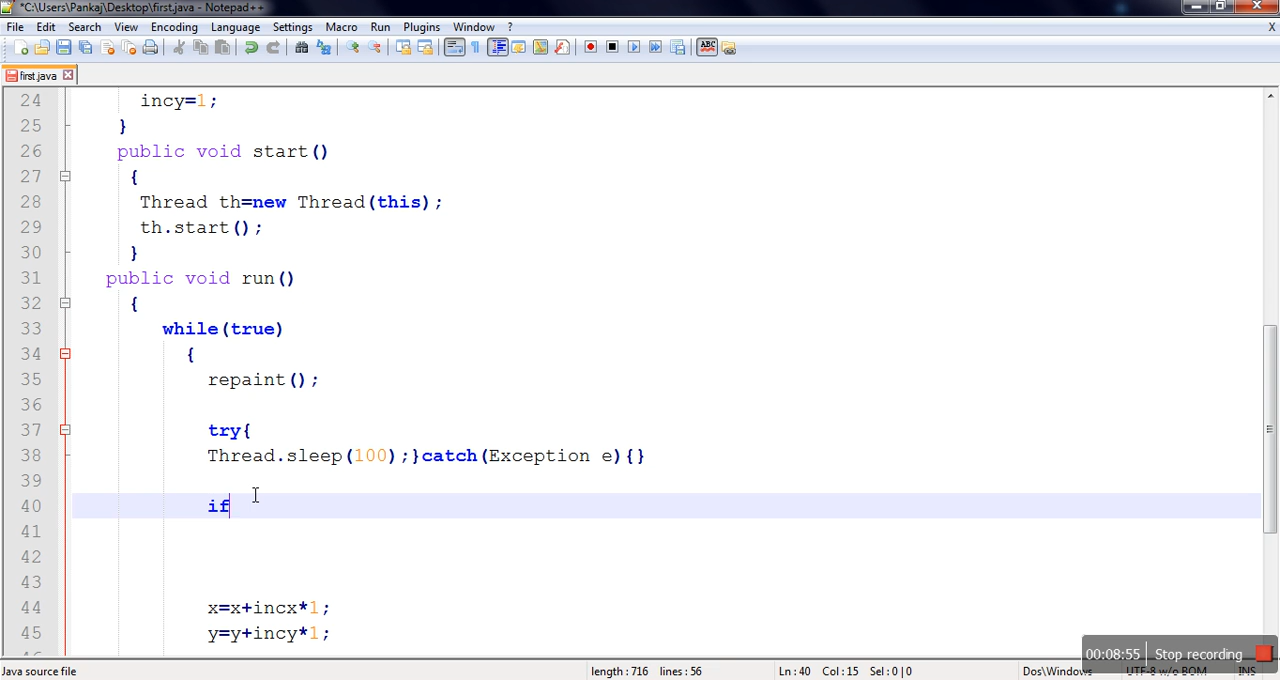 *C:\Users\Pankaj\Desktop\first.java - Notepad++
File Edit Search View Encoding Language Settings Macro Run Plugins Window ? X
first.java
24 incy=1;
25 }
26 public void start()
27 {
28 Thread th=new Thread(this);
29 th.start();
30 }
31 public void run()
32 {
33 while(true)
34 {
35 repaint();
36
37 try{
38 Thread.sleep(100);}catch(Exception e){}
39
40 if
41
42
43
44 x=x+incx*1;
45 y=y+incy*1;
00:08:55 Stop recording
Java source file length : 716 lines : 56 Ln : 40 Col : 15 Sel : 0 | 0 Dos\Windows UTF-8 w/o BOM INS